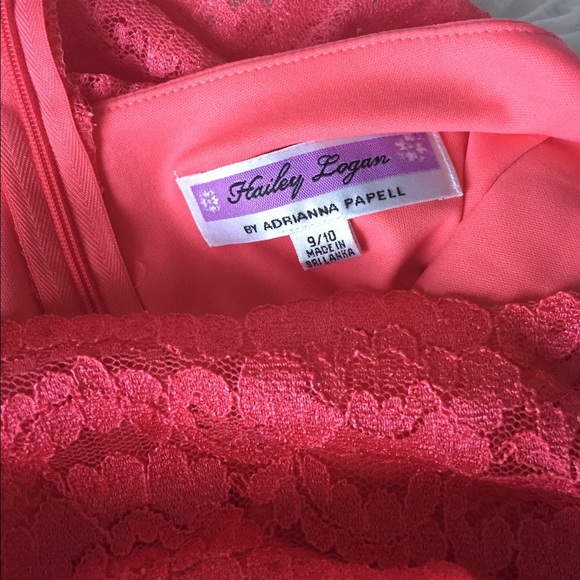 Hailey Logan
BY ADRIANNA PAPELL
9/10
MADE IN
SRI LANKA